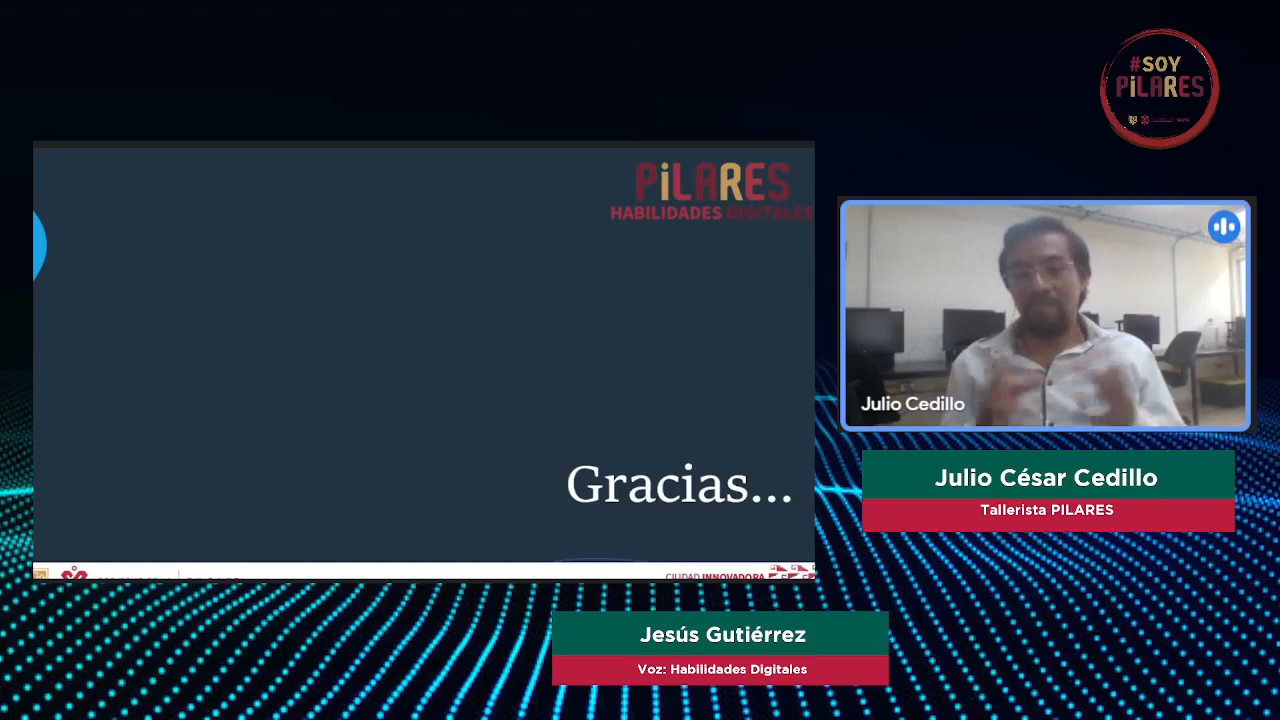 #SOY
PiLARES
PiLARES
HABILIDADES DIGITALES
Julio Cedillo
Gracias...
Julio César Cedillo
Tallerista PILARES
CIUDAD INNOVADORA
Jesús Gutiérrez
Voz: Habilidades Digitales